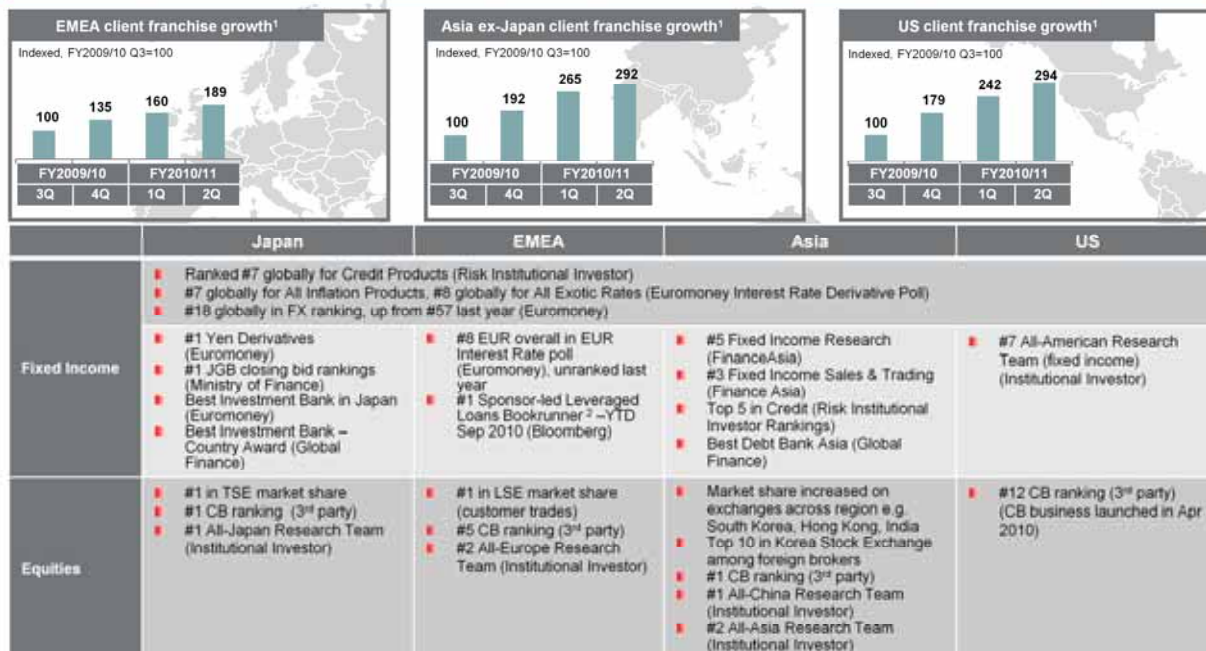 EMEA client franchise growth¹
Indexed, FY2009/10 Q3=100
100
135
160
189
FY2009/10 FY2010/11
3Q 4Q 1Q 2Q
Asia ex-Japan client franchise growth¹
Indexed, FY2009/10 Q3=100
100
192
265
292
FY2009/10 FY2010/11
3Q 4Q 1Q 2Q
US client franchise growth¹
Indexed, FY2009/10 Q3=100
100
179
242
294
FY2009/10 FY2010/11
3Q 4Q 1Q 2Q
Japan EMEA Asia US
Fixed Income
Ranked #7 globally for Credit Products (Risk Institutional Investor)
#7 globally for All Inflation Products, #8 globally for All Exotic Rates (Euromoney Interest Rate Derivative Poll)
#18 globally in FX ranking, up from #57 last year (Euromoney)
#1 Yen Derivatives
(Euromoney)
#1 JGB closing bid rankings
(Ministry of Finance)
Best Investment Bank in Japan
(Euromoney)
Best Investment Bank –
Country Award (Global
Finance)
#8 EUR overall in EUR
Interest Rate poll
(Euromoney), unranked last
year
#1 Sponsor-led Leveraged
Loans Bookrunner ² –YTD
Sep 2010 (Bloomberg)
#5 Fixed Income Research
(FinanceAsia)
#3 Fixed Income Sales & Trading
(Finance Asia)
Top 5 in Credit (Risk Institutional
Investor Rankings)
Best Debt Bank Asia (Global
Finance)
#7 All-American Research
Team (fixed income)
(Institutional Investor)
Equities
#1 in TSE market share
#1 CB ranking (3rd party)
#1 All-Japan Research Team
(Institutional Investor)
#1 in LSE market share
(customer trades)
#5 CB ranking (3rd party)
#2 All-Europe Research
Team (Institutional Investor)
Market share increased on
exchanges across region e.g.
South Korea, Hong Kong, India
Top 10 in Korea Stock Exchange
among foreign brokers
#1 CB ranking (3rd party)
#1 All-China Research Team
(Institutional Investor)
#2 All-Asia Research Team
(Institutional Investor)
#12 CB ranking (3rd party)
(CB business launched in Apr
2010)